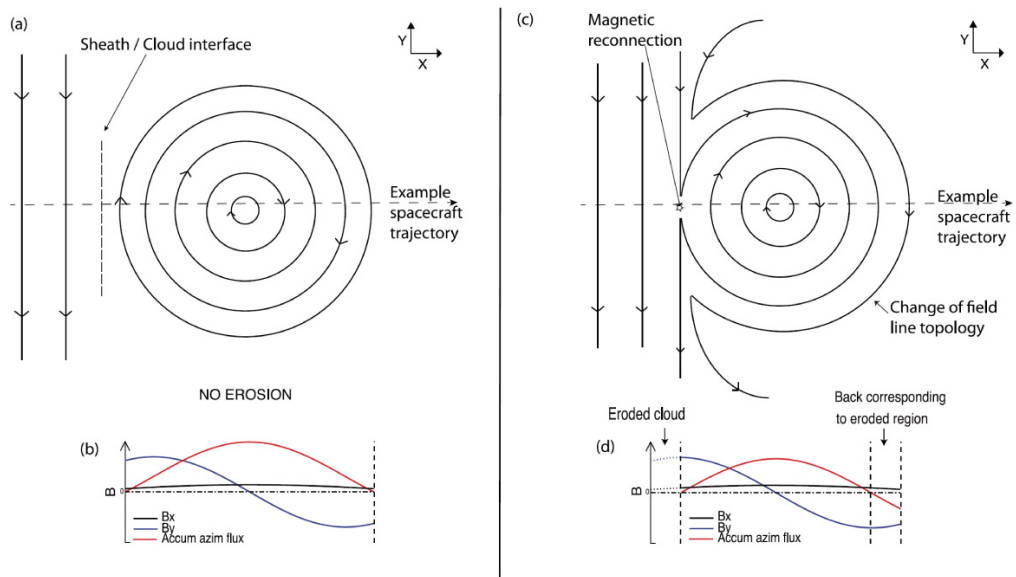 (a)
Sheath / Cloud interface
Y
X
Example
spacecraft
trajectory
NO EROSION
(b)
B
0
Bx
By
Accum azim flux
(c)
Magnetic
reconnection
Y
X
Example
spacecraft
trajectory
Change of field
line topology
Eroded cloud
Back corresponding
to eroded region
(d)
B
0
Bx
By
Accum azim flux